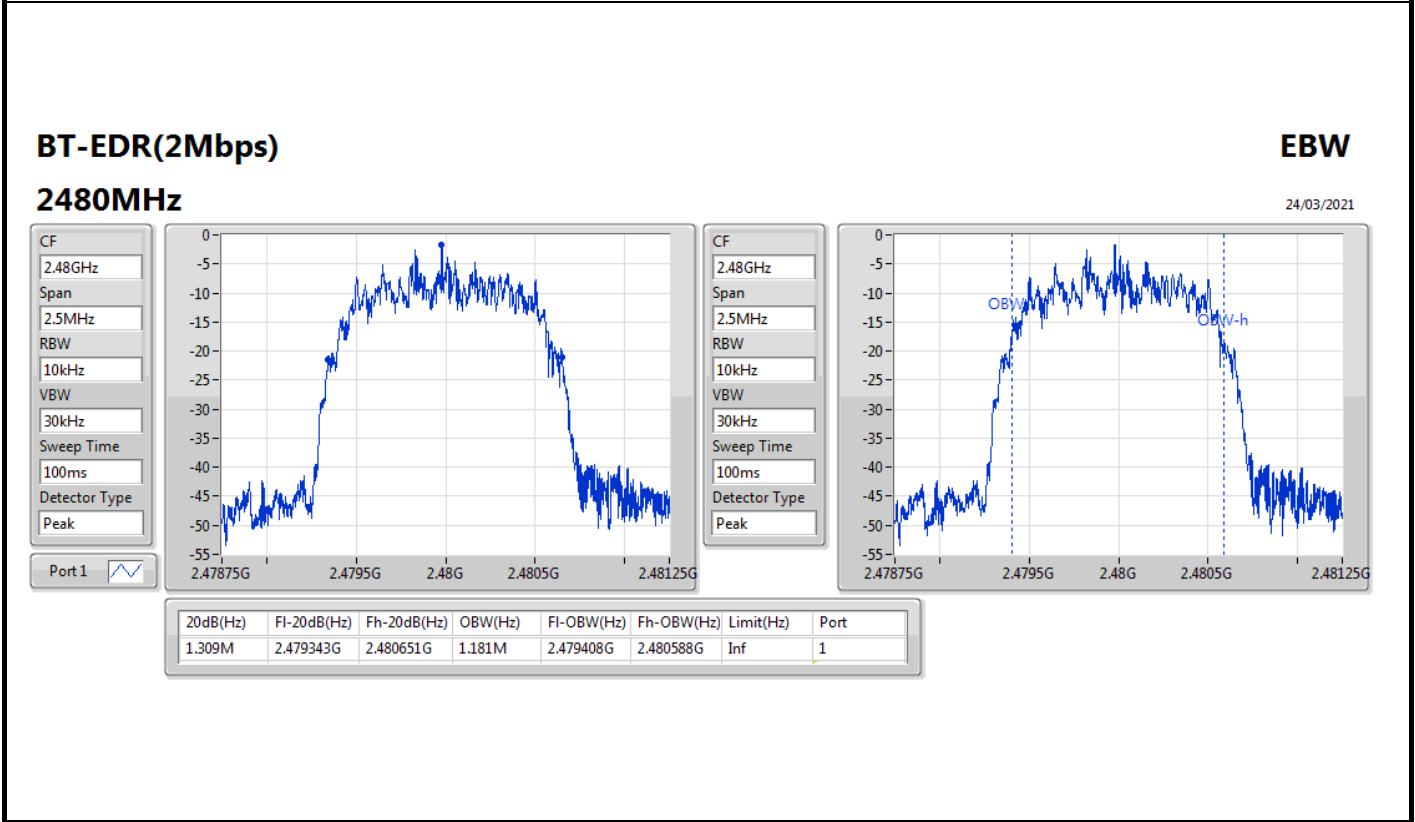 BT-EDR(2Mbps)
EBW
2480MHz
24/03/2021
CF
2.48GHz
Span
2.5MHz
RBW
10kHz
VBW
30kHz
Sweep Time
100ms
Detector Type
Peak
Port 1
0
-5
-10
-15
-20
-25
-30
-35
-40
-45
-50
-55
2.47875G 2.4795G 2.48G 2.4805G 2.48125G
CF
2.48GHz
Span
2.5MHz
RBW
10kHz
VBW
30kHz
Sweep Time
100ms
Detector Type
Peak
0
-5
-10
-15
-20
-25
-30
-35
-40
-45
-50
-55
OBW
OBW-h
2.47875G 2.4795G 2.48G 2.4805G 2.48125G
20dB(Hz) Fl-20dB(Hz) Fh-20dB(Hz) OBW(Hz) Fl-OBW(Hz) Fh-OBW(Hz) Limit(Hz) Port
1.309M 2.479343G 2.480651G 1.181M 2.479408G 2.480588G Inf 1